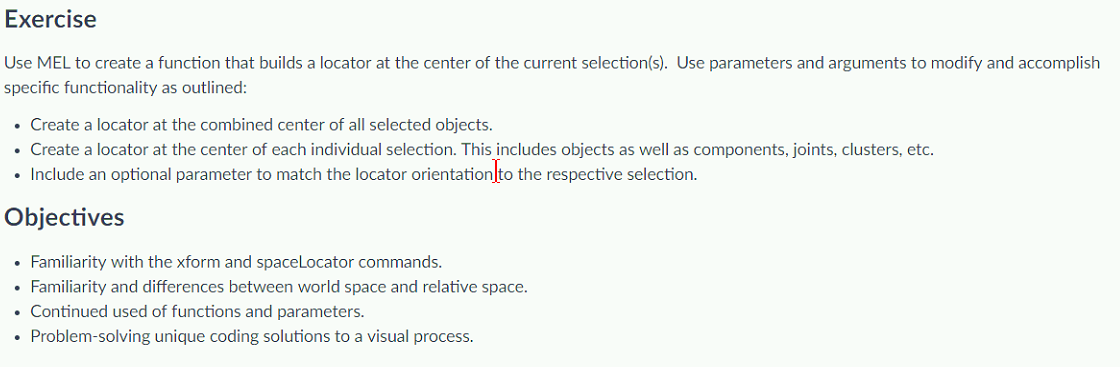 Exercise
Use MEL to create a function that builds a locator at the center of the current selection(s).  Use parameters and arguments to modify and accomplish
specific functionality as outlined:
• Create a locator at the combined center of all selected objects.
• Create a locator at the center of each individual selection. This includes objects as well as components, joints, clusters, etc.
• Include an optional parameter to match the locator orientation to the respective selection.
Objectives
• Familiarity with the xform and spaceLocator commands.
• Familiarity and differences between world space and relative space.
• Continued used of functions and parameters.
• Problem-solving unique coding solutions to a visual process.